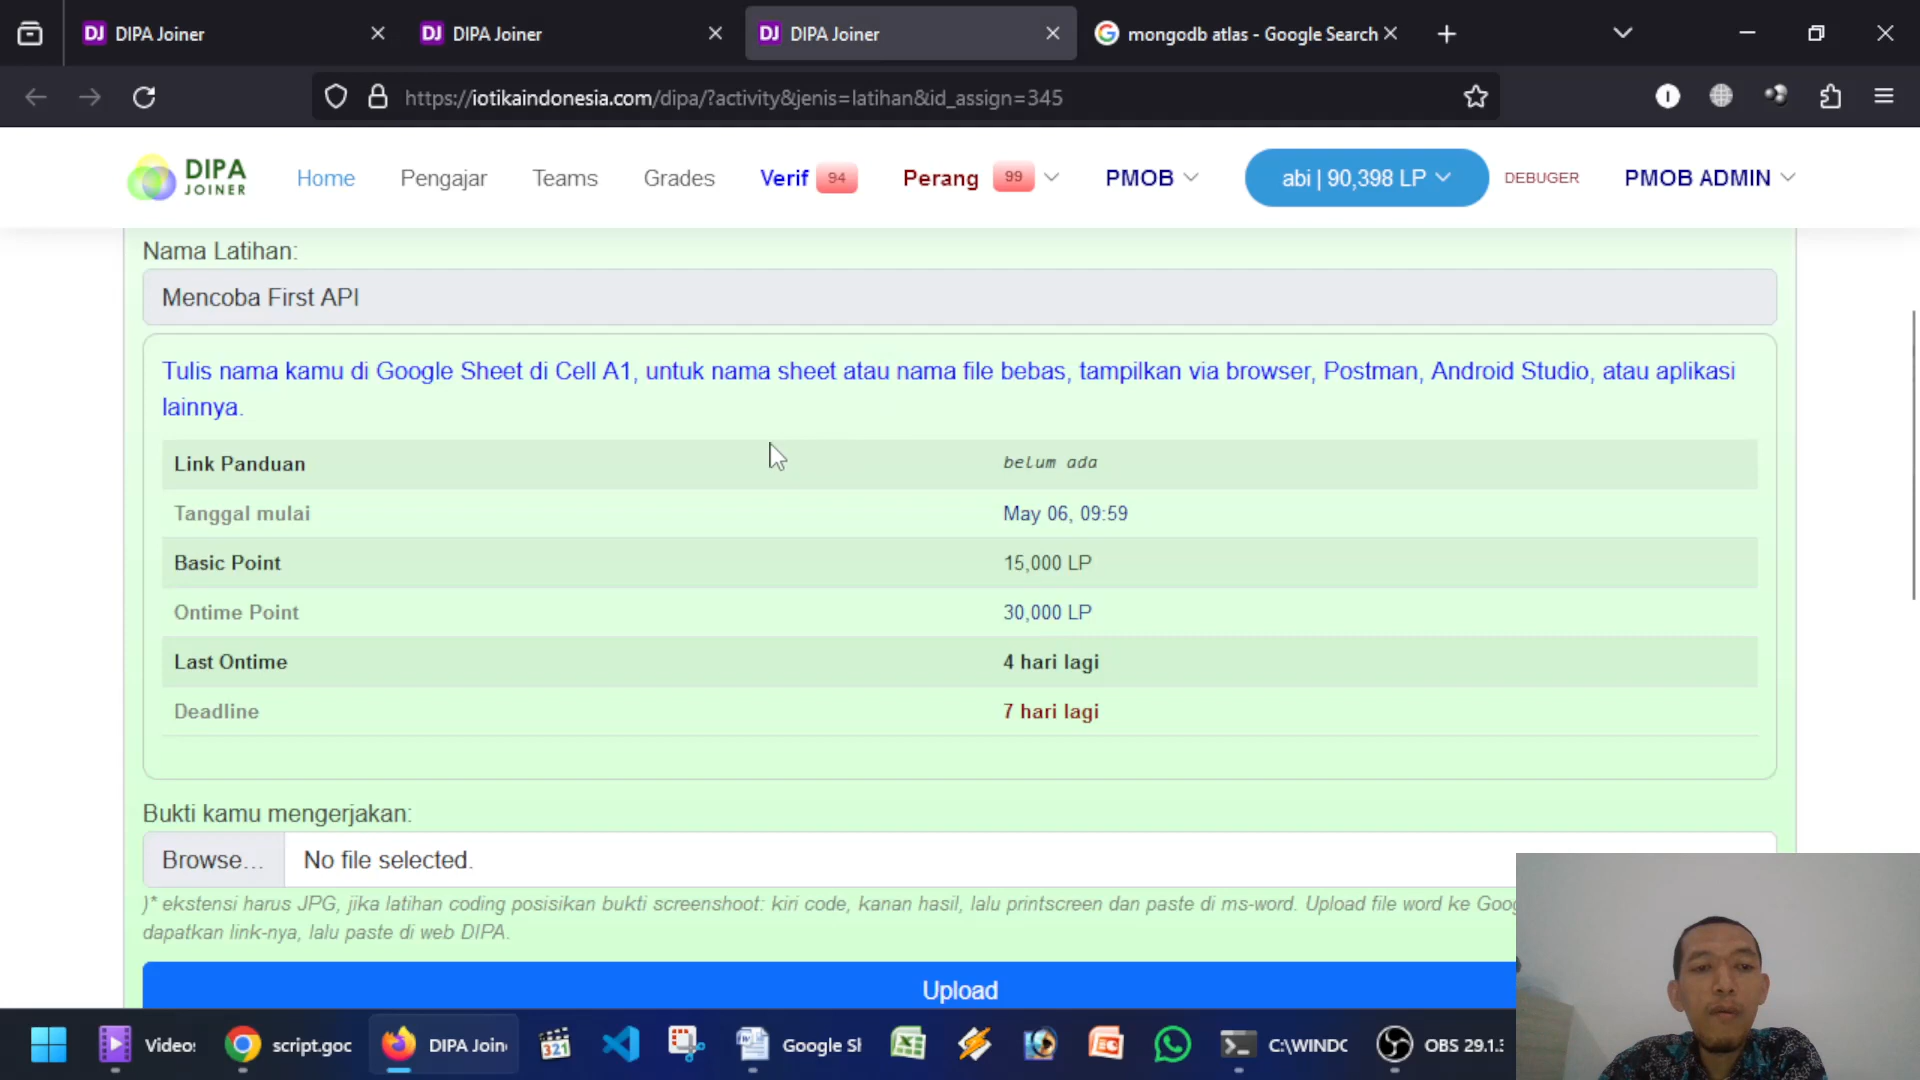 DIPA Joiner
DIPA Joiner
DIPA Joiner
mongodb atlas - Google Search
https://iotikaindonesia.com/dipa/?activity&jenis=latihan&id_assign=345
DIPA JOINER
Home
Pengajar
Teams
Grades
Verif 94
Perang 99
PMOB
abi | 90,398 LP
DEBUGER
PMOB ADMIN
Nama Latihan:
Mencoba First API
Tulis nama kamu di Google Sheet di Cell A1, untuk nama sheet atau nama file bebas, tampilkan via browser, Postman, Android Studio, atau aplikasi
lainnya.
Link Panduan belum ada
Tanggal mulai May 06, 09:59
Basic Point 15,000 LP
Ontime Point 30,000 LP
Last Ontime 4 hari lagi
Deadline 7 hari lagi
Bukti kamu mengerjakan:
Browse... No file selected.
)* ekstensi harus JPG, jika latihan coding posisikan bukti screenshoot: kiri code, kanan hasil, lalu printscreen dan paste di ms-word. Upload file word ke Goog
dapatkan link-nya, lalu paste di web DIPA.
Upload
Videos
script.goc
DIPA Join
Google Sh
C:\WINDO
OBS 29.1.3